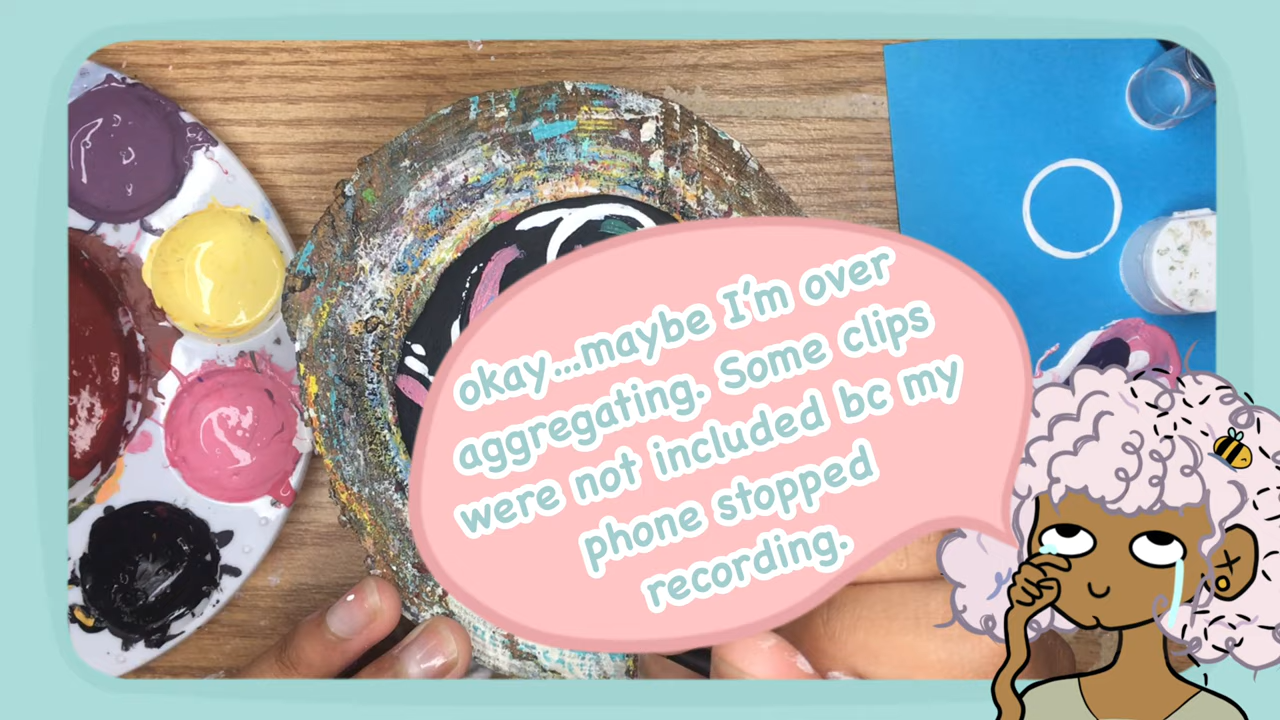 okay...maybe I'm over
aggregating. Some clips
were not included bc my
phone stopped
recording.